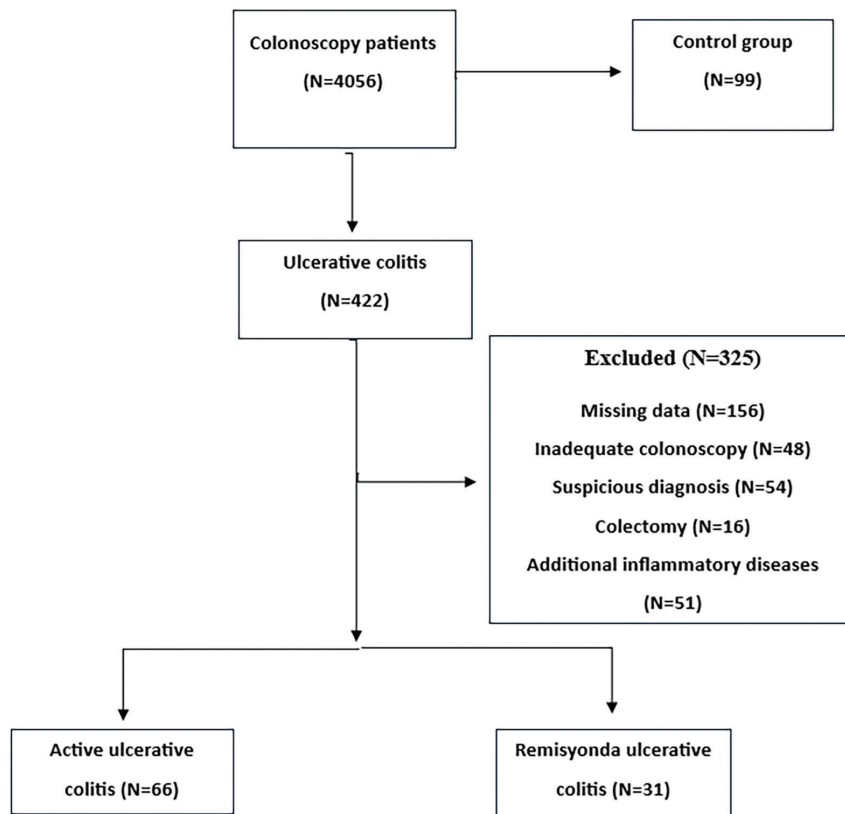 Colonoscopy patients
(N=4056)
Control group
(N=99)
Ulcerative colitis
(N=422)
Excluded (N=325)
Missing data (N=156)
Inadequate colonoscopy (N=48)
Suspicious diagnosis (N=54)
Colectomy (N=16)
Additional inflammatory diseases
(N=51)
Active ulcerative
colitis (N=66)
Remisyonda ulcerative
colitis (N=31)